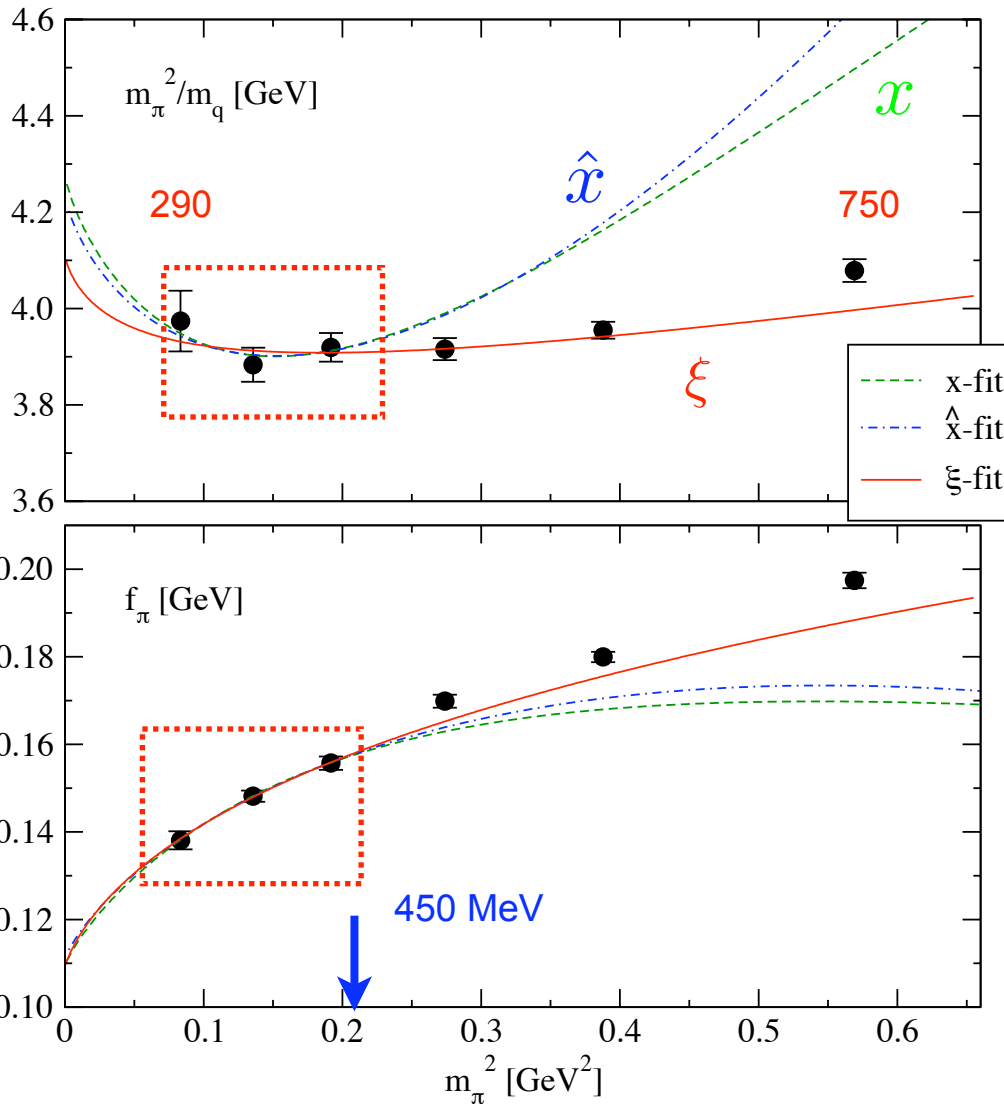 4.6
m_π^2/m_q [GeV]
x
4.4
x̂
290
750
4.2
4.0
3.8
ξ
x-fit
x̂-fit
ξ-fit
3.6
0.20
f_π [GeV]
0.18
0.16
0.14
450 MeV
0.12
0.10
0 0.1 0.2 0.3 0.4 0.5 0.6
m_π^2 [GeV^2]